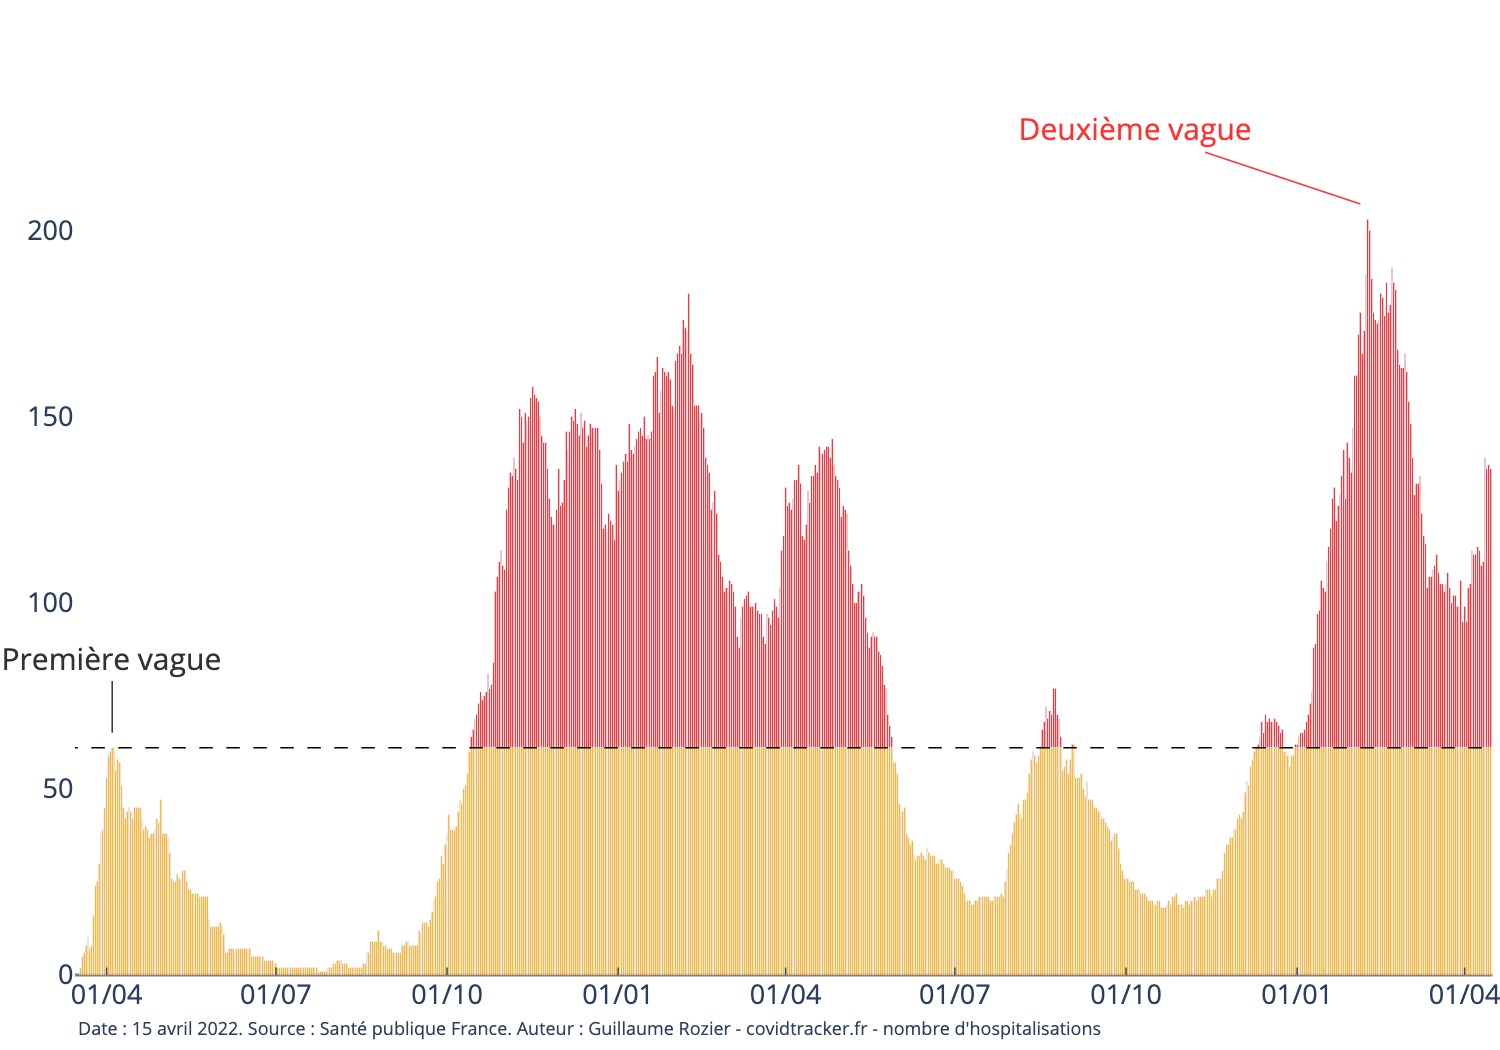 Deuxième vague
200
150
100
Première vague
50
0
01/04 01/07 01/10 01/01 01/04 01/07 01/10 01/01 01/04
Date : 15 avril 2022. Source : Santé publique France. Auteur : Guillaume Rozier - covidtracker.fr - nombre d'hospitalisations